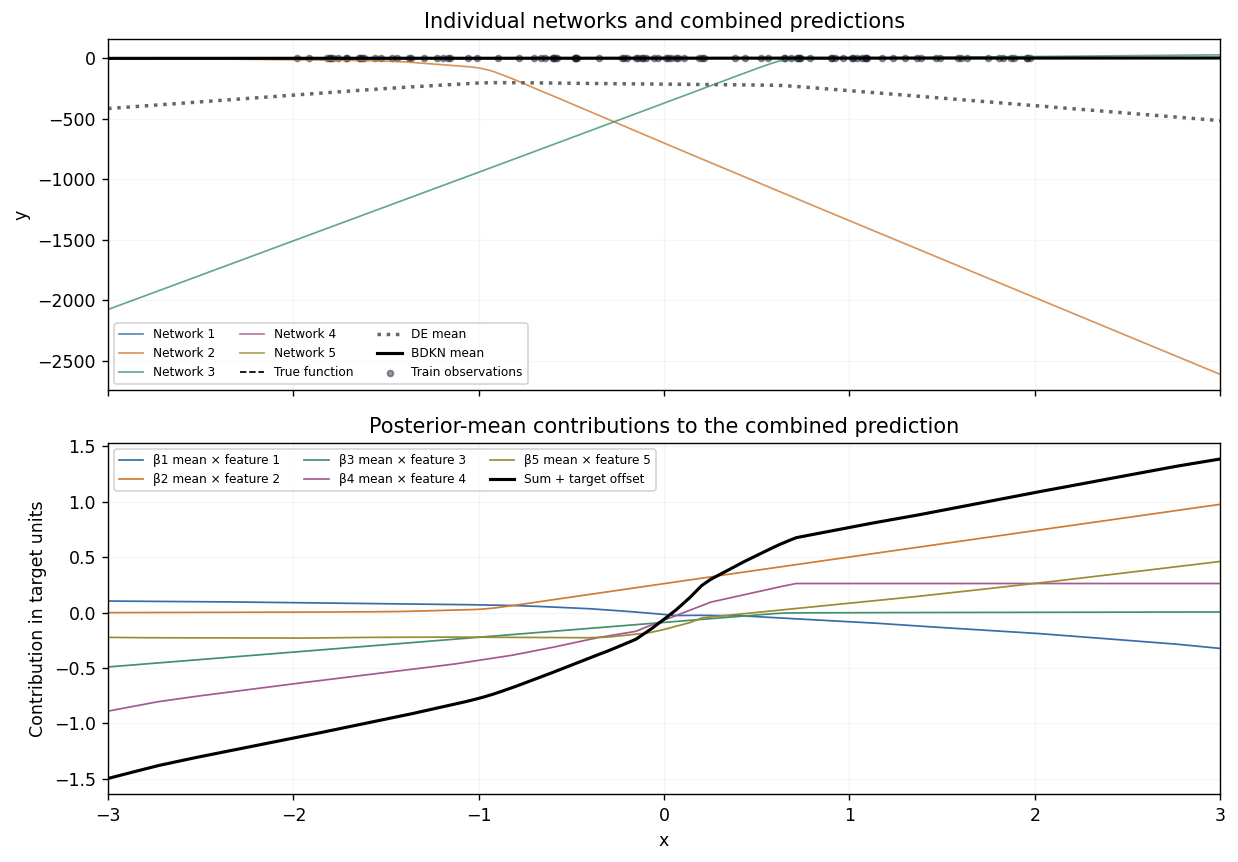 Individual networks and combined predictions
0
−500
−1000
−1500
−2000
−2500
y
Network 1
Network 2
Network 3
Network 4
Network 5
True function
DE mean
BDKN mean
Train observations
Posterior-mean contributions to the combined prediction
1.5
1.0
0.5
0.0
−0.5
−1.0
−1.5
Contribution in target units
β1 mean × feature 1
β2 mean × feature 2
β3 mean × feature 3
β4 mean × feature 4
β5 mean × feature 5
Sum + target offset
−3
−2
−1
0
1
2
3
x